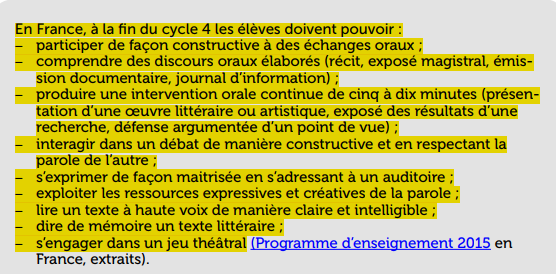 En France, à la fin du cycle 4 les élèves doivent pouvoir :
– participer de façon constructive à des échanges oraux ;
– comprendre des discours oraux élaborés (récit, exposé magistral, émis-
sion documentaire, journal d’information) ;
– produire une intervention orale continue de cinq à dix minutes (présen-
tation d’une œuvre littéraire ou artistique, exposé des résultats d’une
recherche, défense argumentée d’un point de vue) ;
– interagir dans un débat de manière constructive et en respectant la
parole de l’autre ;
– s’exprimer de façon maitrisée en s’adressant à un auditoire ;
– exploiter les ressources expressives et créatives de la parole ;
– lire un texte à haute voix de manière claire et intelligible ;
– dire de mémoire un texte littéraire ;
– s’engager dans un jeu théâtral (Programme d’enseignement 2015 en
France, extraits).